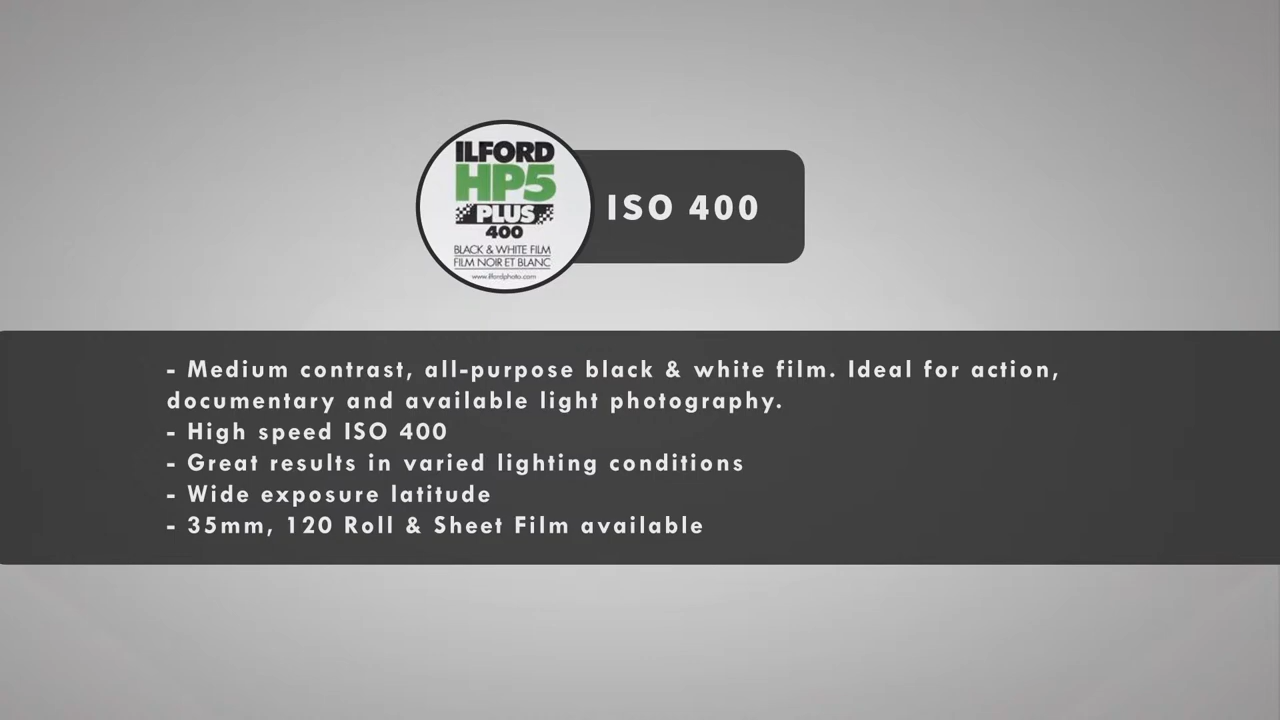 ILFORD
HP5
PLUS
400
BLACK & WHITE FILM
FILM NOIR ET BLANC
www.ilfordphoto.com
ISO 400
- Medium contrast, all-purpose black & white film. Ideal for action,
documentary and available light photography.
- High speed ISO 400
- Great results in varied lighting conditions
- Wide exposure latitude
- 35mm, 120 Roll & Sheet Film available